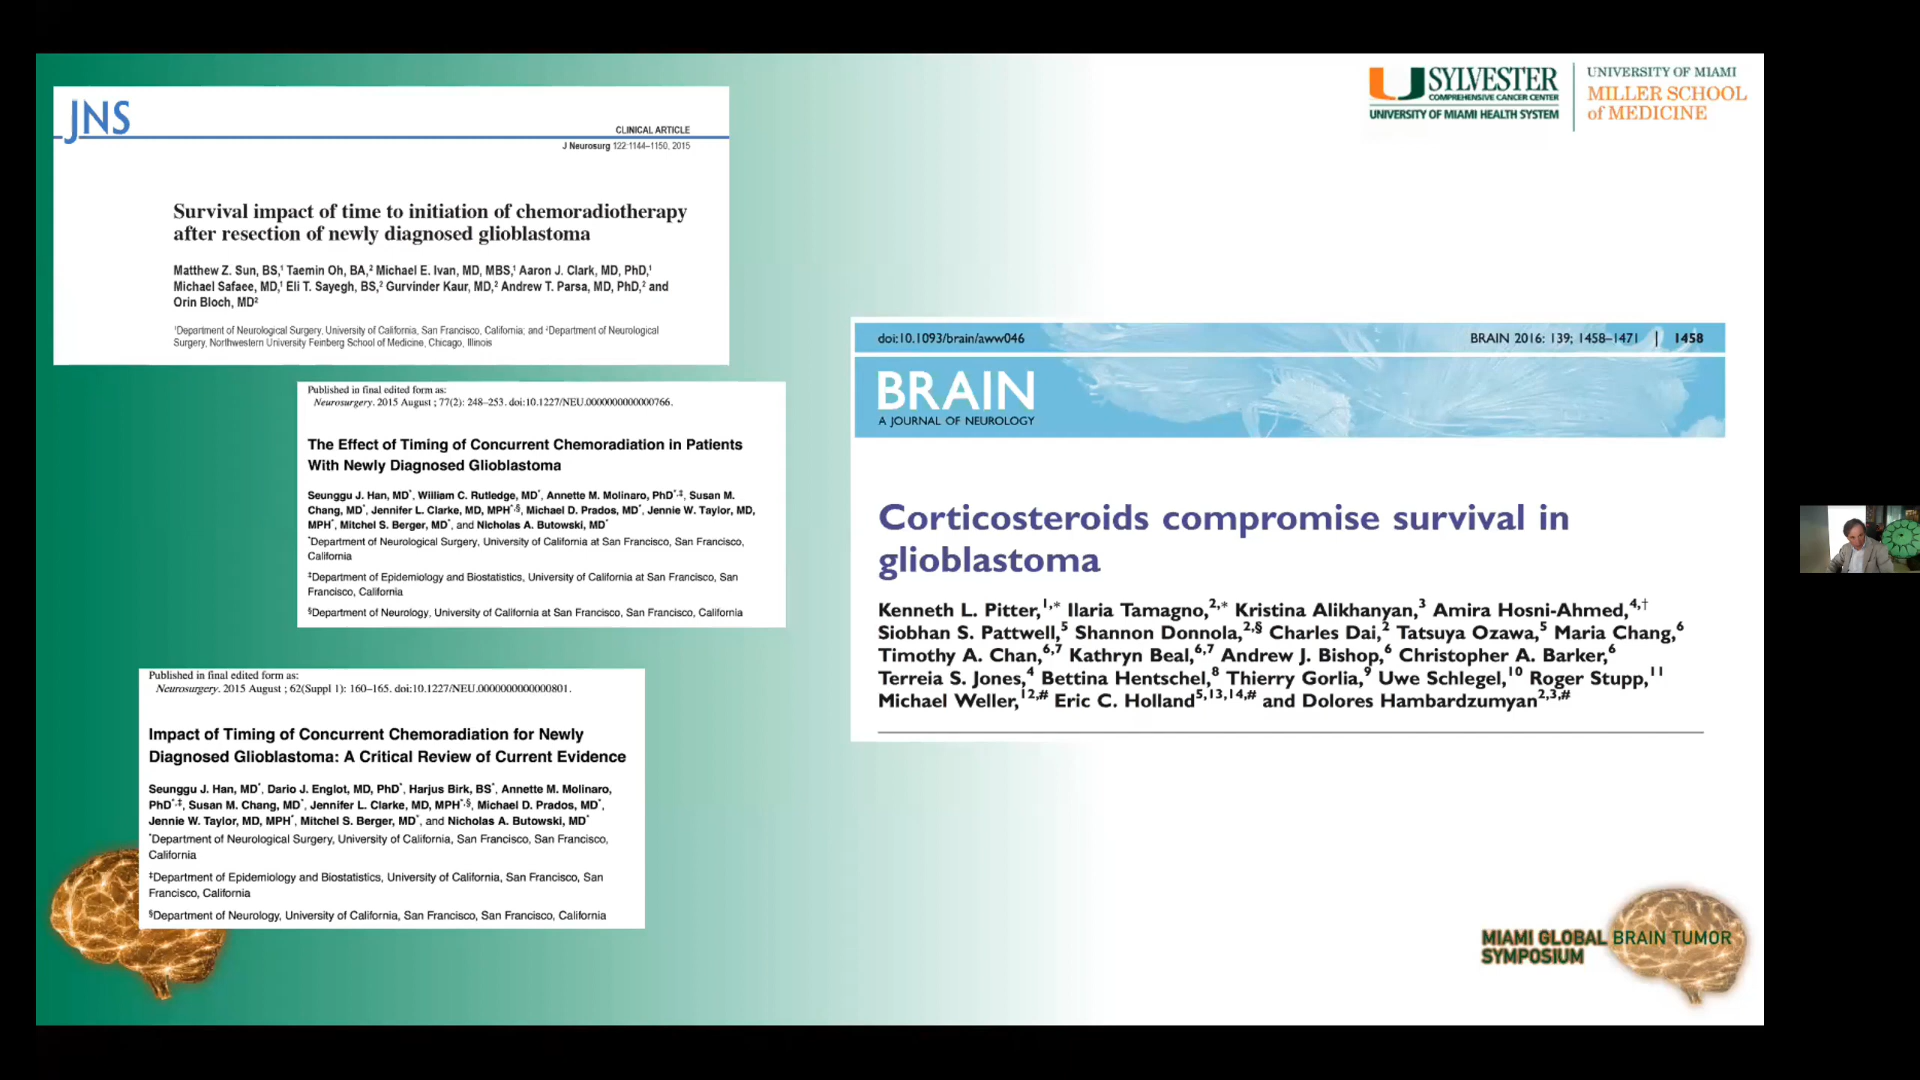 JNS
CLINICAL ARTICLE
J Neurosurg 122:1144–1150, 2015
Survival impact of time to initiation of chemoradiotherapy
after resection of newly diagnosed glioblastoma
Matthew Z. Sun, BS,¹ Taemin Oh, BA,² Michael E. Ivan, MD, MBS,¹ Aaron J. Clark, MD, PhD,¹
Michael Safaee, MD,¹ Eli T. Sayegh, BS,² Gurvinder Kaur, MD,² Andrew T. Parsa, MD, PhD,² and
Orin Bloch, MD²
¹Department of Neurological Surgery, University of California, San Francisco, California; and ²Department of Neurological
Surgery, Northwestern University Feinberg School of Medicine, Chicago, Illinois
Published in final edited form as:
Neurosurgery. 2015 August ; 77(2): 248–253. doi:10.1227/NEU.0000000000000766.
The Effect of Timing of Concurrent Chemoradiation in Patients
With Newly Diagnosed Glioblastoma
Seunggu J. Han, MD*, William C. Rutledge, MD*, Annette M. Molinaro, PhD*,‡, Susan M.
Chang, MD*, Jennifer L. Clarke, MD, MPH*,§, Michael D. Prados, MD*, Jennie W. Taylor, MD,
MPH*, Mitchel S. Berger, MD*, and Nicholas A. Butowski, MD*
*Department of Neurological Surgery, University of California at San Francisco, San Francisco,
California
‡Department of Epidemiology and Biostatistics, University of California at San Francisco, San
Francisco, California
§Department of Neurology, University of California at San Francisco, San Francisco, California
Published in final edited form as:
Neurosurgery. 2015 August ; 62(Suppl 1): 160–165. doi:10.1227/NEU.0000000000000801.
Impact of Timing of Concurrent Chemoradiation for Newly
Diagnosed Glioblastoma: A Critical Review of Current Evidence
Seunggu J. Han, MD*, Dario J. Englot, MD, PhD*, Harjus Birk, BS*, Annette M. Molinaro,
PhD*,‡, Susan M. Chang, MD*, Jennifer L. Clarke, MD, MPH*,§, Michael D. Prados, MD*,
Jennie W. Taylor, MD, MPH*, Mitchel S. Berger, MD*, and Nicholas A. Butowski, MD*
*Department of Neurological Surgery, University of California, San Francisco, San Francisco,
California
‡Department of Epidemiology and Biostatistics, University of California, San Francisco, San
Francisco, California
§Department of Neurology, University of California, San Francisco, San Francisco, California
SYLVESTER
COMPREHENSIVE CANCER CENTER
UNIVERSITY OF MIAMI HEALTH SYSTEM
UNIVERSITY OF MIAMI
MILLER SCHOOL
of MEDICINE
doi:10.1093/brain/aww046
BRAIN 2016: 139; 1458–1471 | 1458
BRAIN
A JOURNAL OF NEUROLOGY
Corticosteroids compromise survival in
glioblastoma
Kenneth L. Pitter,1,* Ilaria Tamagno,2,* Kristina Alikhanyan,3 Amira Hosni-Ahmed,4,†
Siobhan S. Pattwell,5 Shannon Donnola,2,§ Charles Dai,2 Tatsuya Ozawa,5 Maria Chang,6
Timothy A. Chan,6,7 Kathryn Beal,6,7 Andrew J. Bishop,6 Christopher A. Barker,6
Terreia S. Jones,4 Bettina Hentschel,8 Thierry Gorlia,9 Uwe Schlegel,10 Roger Stupp,11
Michael Weller,12,# Eric C. Holland5,13,14,# and Dolores Hambardzumyan2,3,#
MIAMI GLOBAL BRAIN TUMOR
SYMPOSIUM